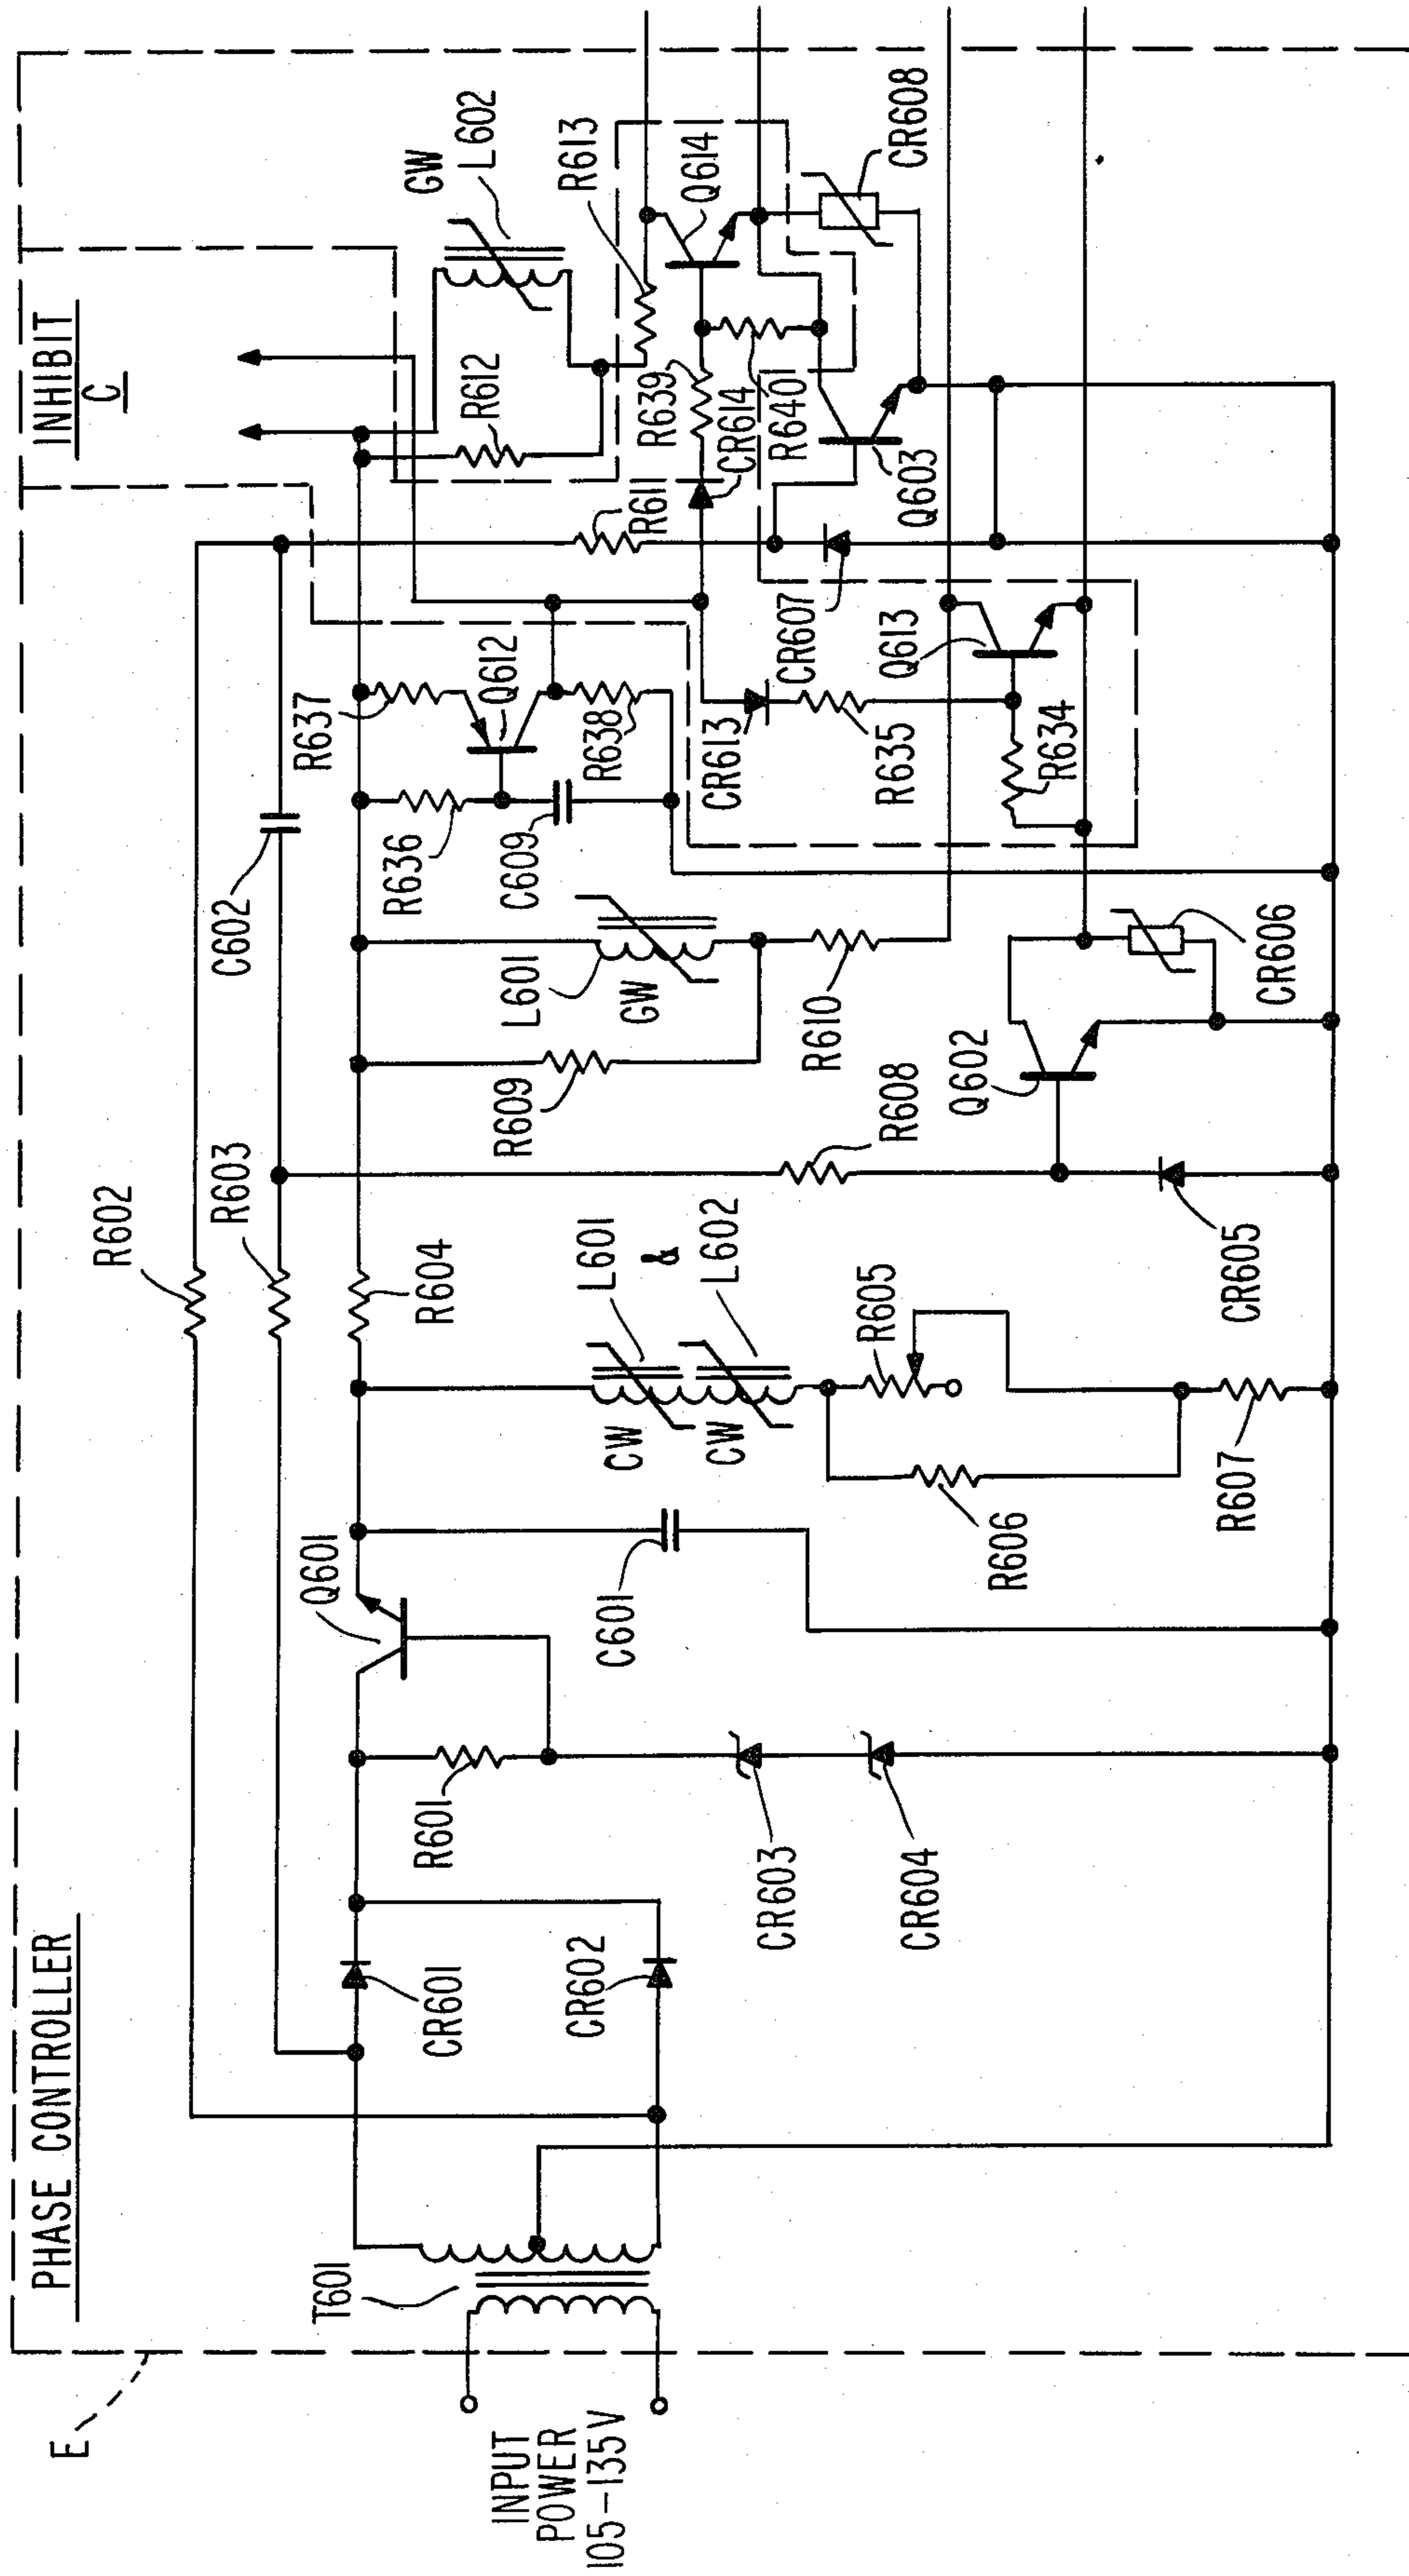 PHASE CONTROLLER
INHIBIT
C
E
INPUT
POWER
105-135V
T601
CR601
CR602
R602
R603
C602
Q601
R601
CR603
CR604
C601
R604
L601
&
L602
CW
CW
R605
R606
R607
R608
CR605
Q602
CR606
R609
L601
GW
R610
R636
C609
R637
Q612
R638
CR613
R635
R634
Q613
CR607
R611
R612
GW
L602
R613
Q614
R639
CR614
R640
Q603
CR608